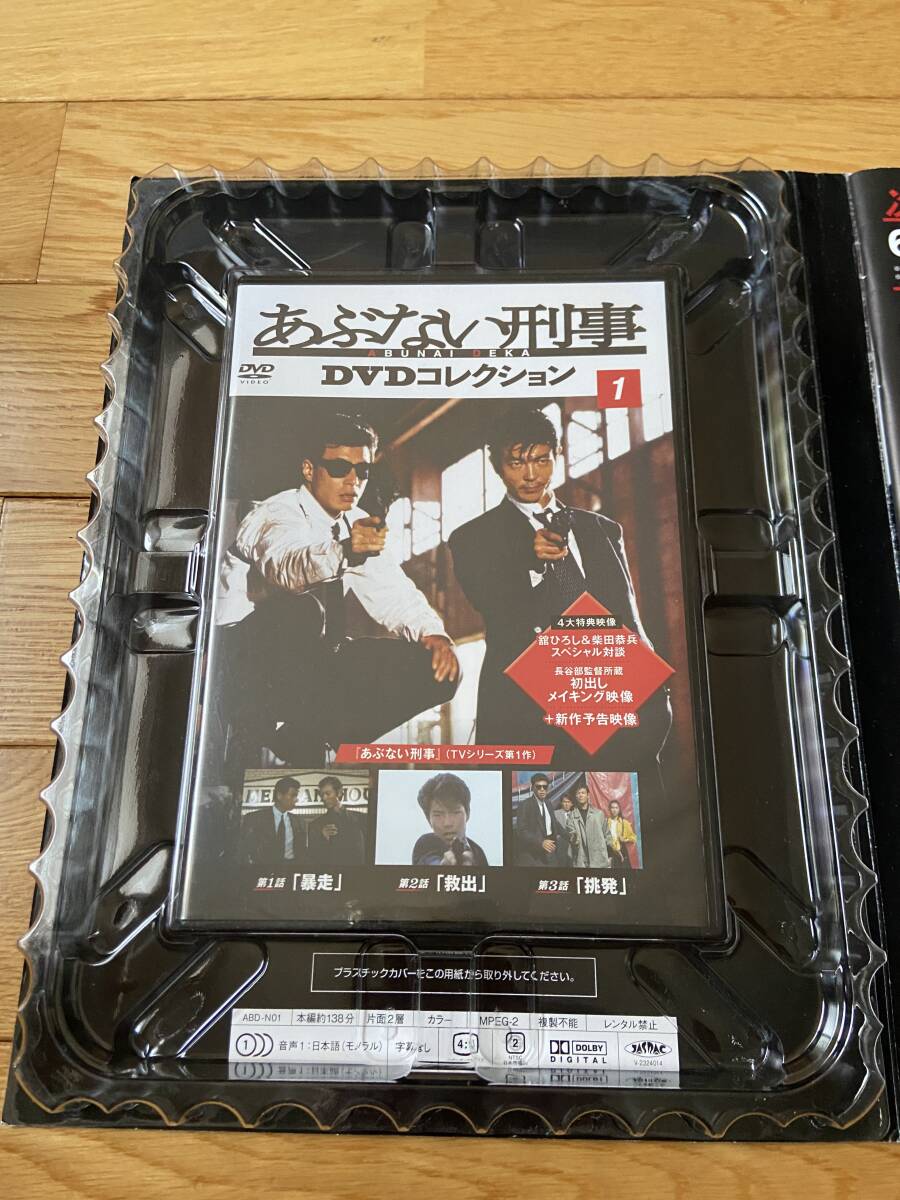 あぶない刑事
ABUNAI DEKA
DVD
VIDEO
DVDコレクション
1
4大特典映像
舘ひろし&柴田恭兵
スペシャル対談
長谷部監督所蔵
初出し
メイキング映像
+新作予告映像
『あぶない刑事』(TVシリーズ第1作)
第1話「暴走」
第2話「救出」
第3話「挑発」
プラスチックカバーをこの用紙から取り外してください。
ABD-N01 本編約138分 片面2層 カラー MPEG-2 複製不能 レンタル禁止
1 音声1:日本語(モノラル) 字幕なし 4:3 2 DOLBY DIGITAL JASRAC
NTSC
V-2324014